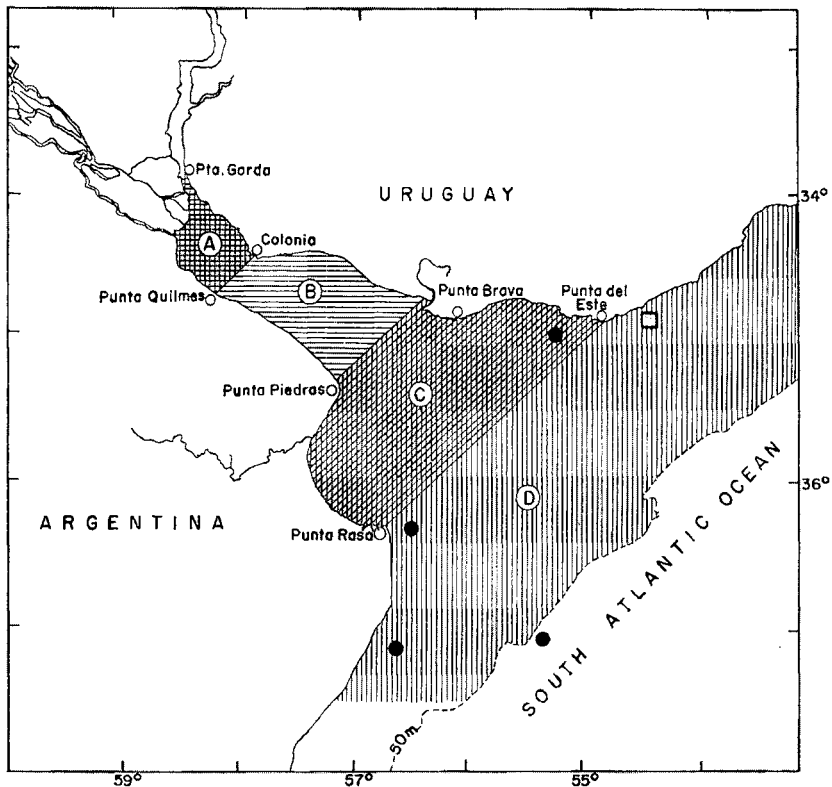 Pta. Gorda
URUGUAY
34°
A
Colonia
B
Punta Quilmes
Punta Brava
Punta del
Este
Punta Piedras
C
36°
D
ARGENTINA
Punta Rasa
SOUTH ATLANTIC OCEAN
50m.
59°
57°
55°